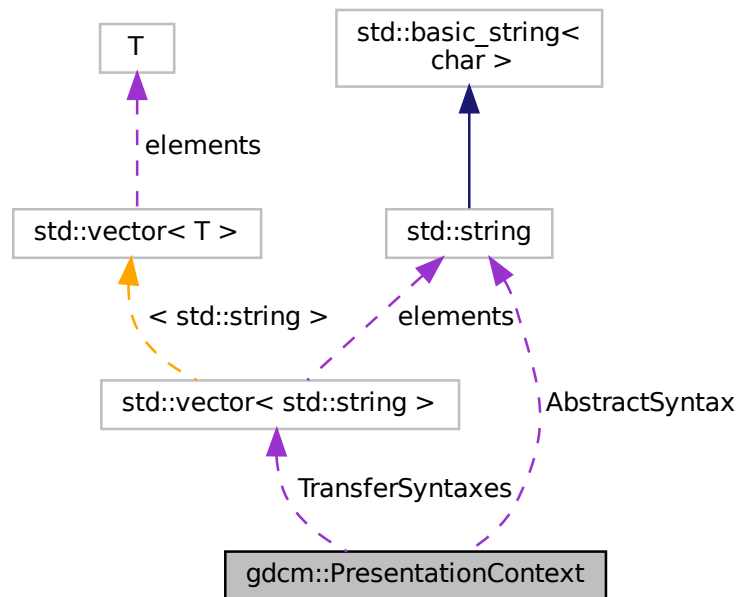 T
std::basic_string<
char >
elements
std::vector< T >
std::string
< std::string >
elements
std::vector< std::string >
AbstractSyntax
TransferSyntaxes
gdcm::PresentationContext